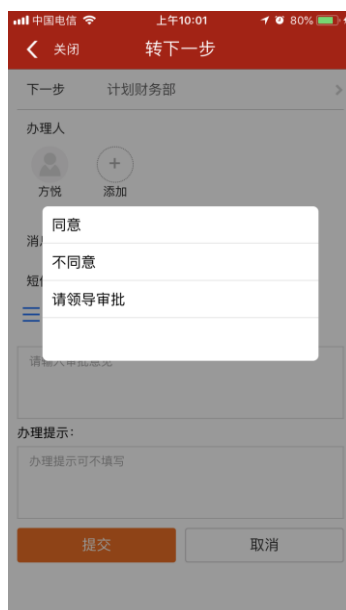 中国电信 上午10:01 80%
关闭 转下一步
下一步 计划财务部
办理人
方悦 添加
同意
不同意
请领导审批
办理提示:
办理提示可不填写
提交 取消